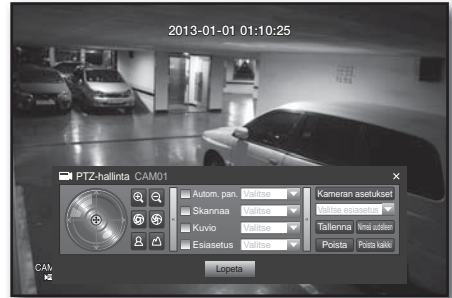 2013-01-01 01:10:25
PTZ-hallinta CAM01
Autom. pan. Valitse Kameran asetukset
Skannaa Valitse Valitse esiasetus
Kuvio Valitse Tallenna Nimeä uudelleen
Esiasetus Valitse Poista Poista kaikki
CAM
Lopeta